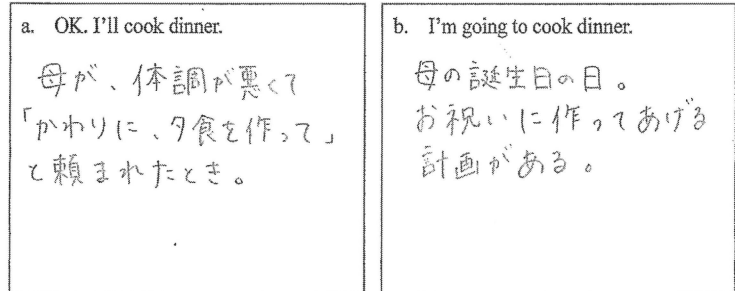 a. OK. I'll cook dinner.
母が、体調が悪くて
「かわりに、夕食を作って」
と頼まれたとき。
b. I'm going to cook dinner.
母の誕生日の日。
お祝いに作ってあげる
計画がある。